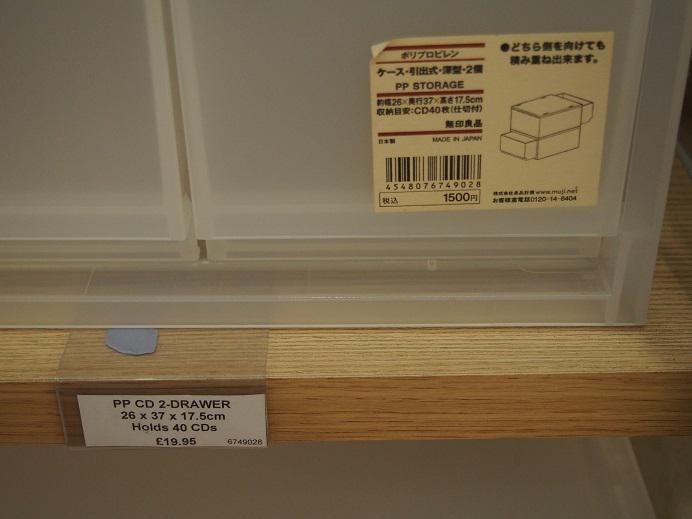 ポリプロピレン
ケース・引出式・深型・2個
PP STORAGE
約幅26×奥行37×高さ17.5cm
収納目安:CD40枚(仕切付)
無印良品
日本製 MADE IN JAPAN
4548076749028
税込 1500円
●どちら側を向けても
積み重ね出来ます。
株式会社良品計画 www.muji.net
お客様室電話0120-14-6404
PP CD 2-DRAWER
26 x 37 x 17.5cm
Holds 40 CDs
£19.95 6749028